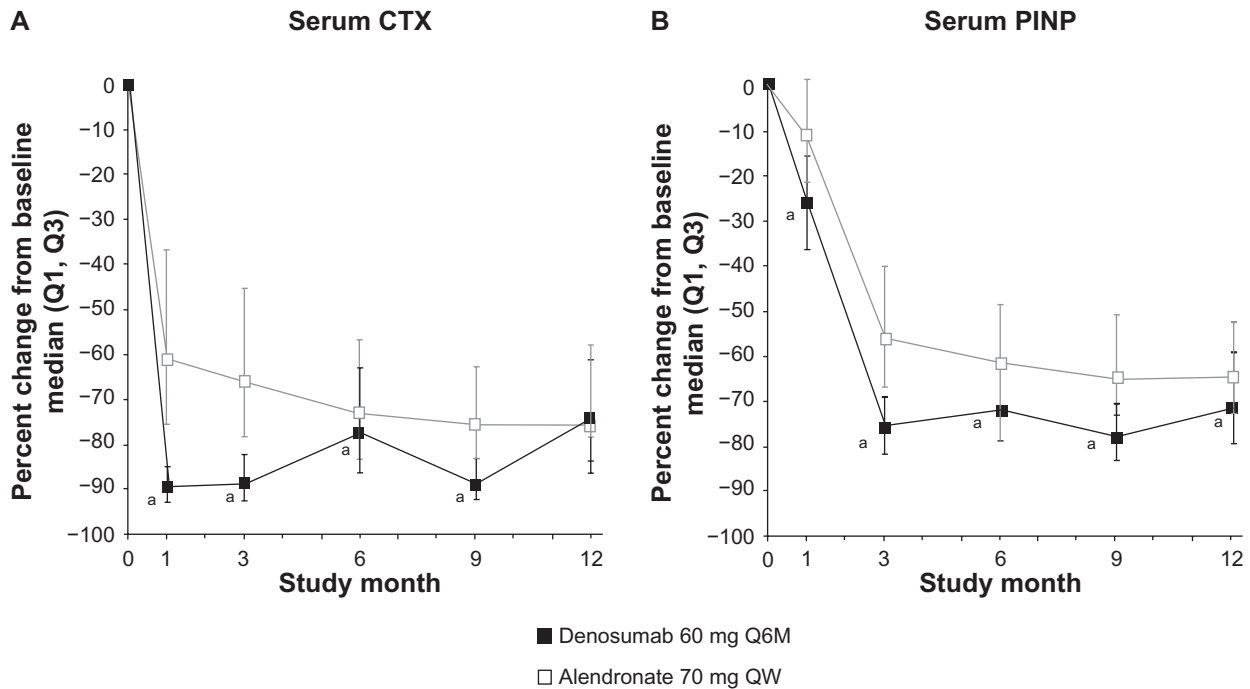 A
Serum CTX
Percent change from baseline
median (Q1, Q3)
0
−10
−20
−30
−40
−50
−60
−70
−80
−90
−100
a
a
a
a
0 1 3 6 9 12
Study month
B
Serum PINP
Percent change from baseline
median (Q1, Q3)
0
−10
−20
−30
−40
−50
−60
−70
−80
−90
−100
a
a
a
a
a
0 1 3 6 9 12
Study month
Denosumab 60 mg Q6M
Alendronate 70 mg QW